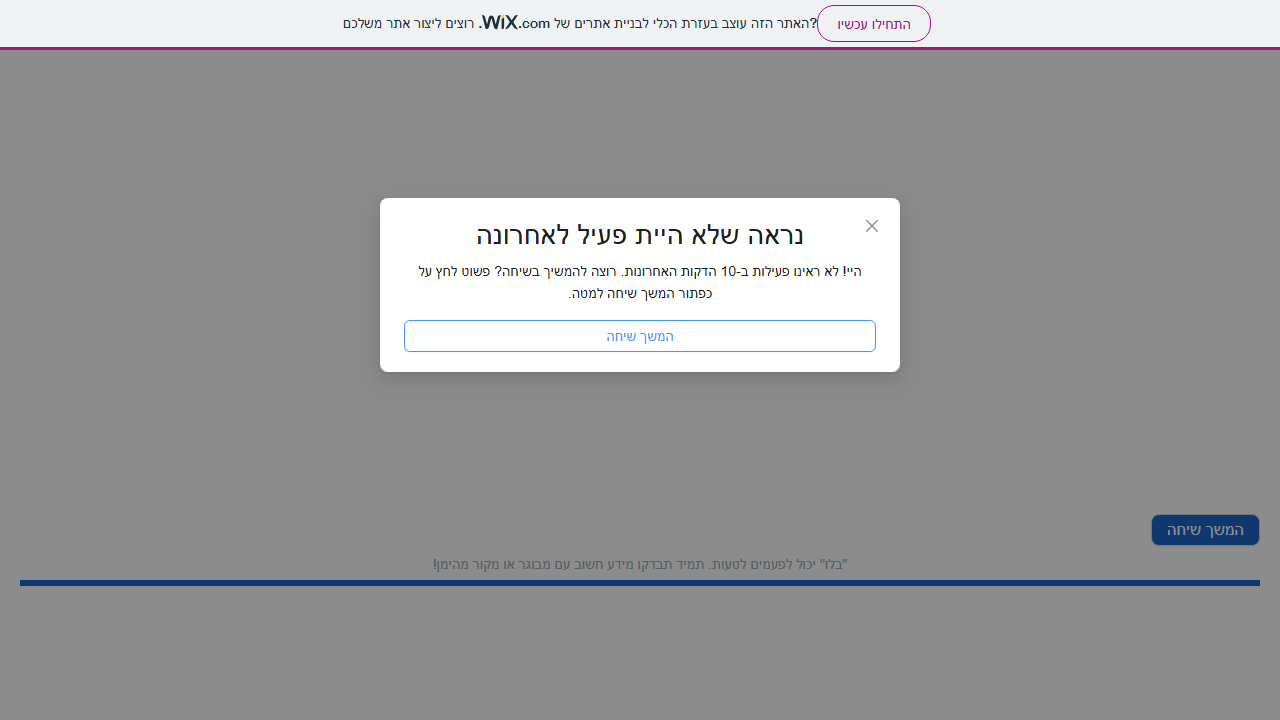 האתר הזה עוצב בעזרת הכלי לבניית אתרים של WiX.com. רוצים ליצור אתר משלכם?
התחילו עכשיו
נראה שלא היית פעיל לאחרונה
היי! לא ראינו פעילות ב-10 הדקות האחרונות. רוצה להמשיך בשיחה? פשוט לחץ על
כפתור המשך שיחה למטה.
המשך שיחה
המשך שיחה
"בלו" יכול לפעמים לטעות. תמיד תבדקו מידע חשוב עם מבוגר או מקור מהימן!